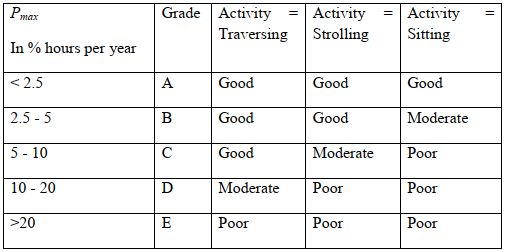 Pmax Grade Activity = Activity = Activity =
In % hours per year Traversing Strolling Sitting
< 2.5 A Good Good Good
2.5 - 5 B Good Good Moderate
5 - 10 C Good Moderate Poor
10 - 20 D Moderate Poor Poor
>20 E Poor Poor Poor